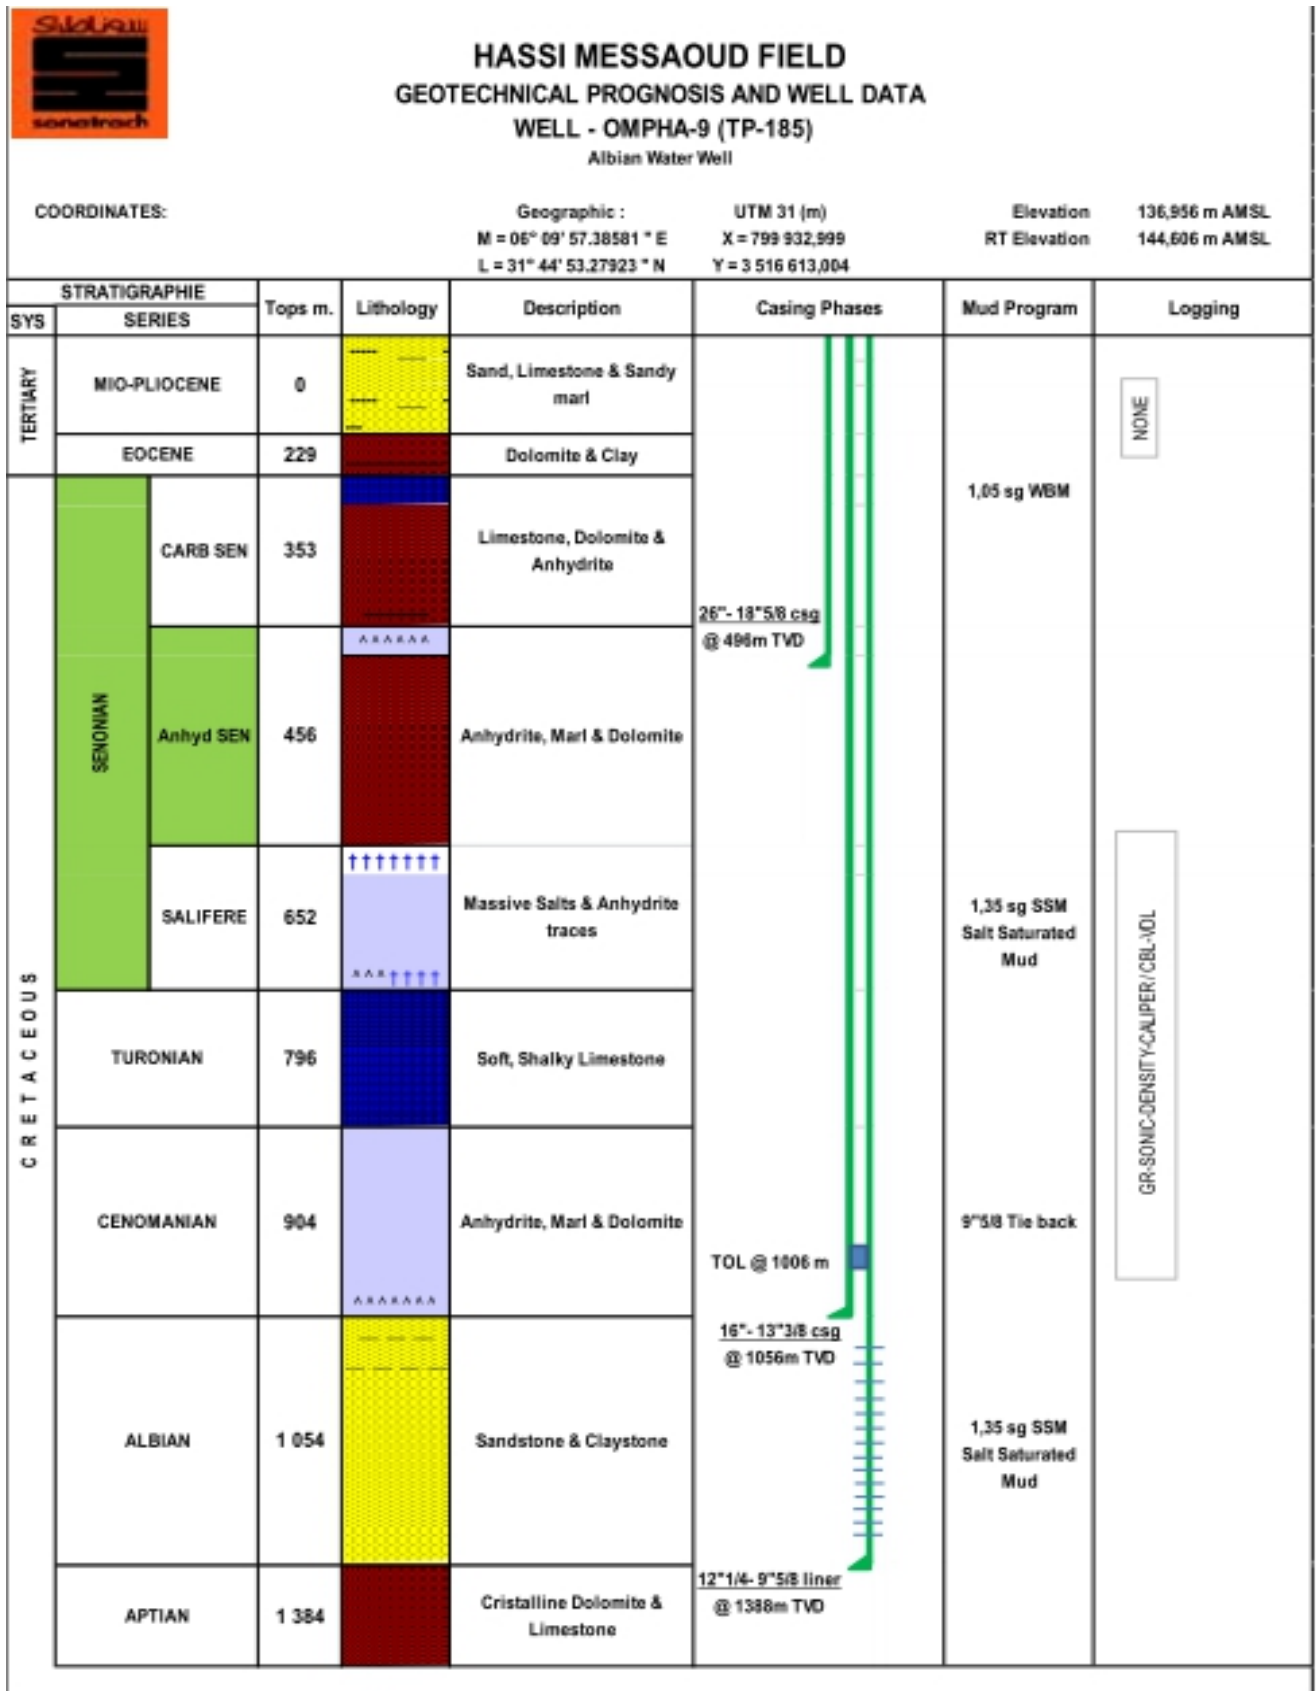 سوناطراك
sonatrach
HASSI MESSAOUD FIELD
GEOTECHNICAL PROGNOSIS AND WELL DATA
WELL - OMPHA-9 (TP-185)
Albian Water Well
COORDINATES:
Geographic :
M = 06° 09' 57.38581 " E
L = 31° 44' 53.27923 " N
UTM 31 (m)
X = 799 932,999
Y = 3 516 613,004
Elevation 136,956 m AMSL
RT Elevation 144,606 m AMSL
STRATIGRAPHIE
SYS
SERIES
Tops m.
Lithology
Description
Casing Phases
Mud Program
Logging
TERTIARY
MIO-PLIOCENE
0
Sand, Limestone & Sandy
marl
NONE
EOCENE
229
Dolomite & Clay
1,05 sg WBM
CRETACEOUS
SENONIAN
CARB SEN
353
Limestone, Dolomite &
Anhydrite
26"- 18"5/8 csg
@ 496m TVD
Anhyd SEN
456
Anhydrite, Marl & Dolomite
SALIFERE
652
Massive Salts & Anhydrite
traces
1,35 sg SSM
Salt Saturated
Mud
GR-SONIC-DENSITY-CALIPER/CBL-VDL
TURONIAN
796
Soft, Shalky Limestone
CENOMANIAN
904
Anhydrite, Marl & Dolomite
9"5/8 Tie back
TOL @ 1006 m
16"- 13"3/8 csg
@ 1056m TVD
ALBIAN
1 054
Sandstone & Claystone
1,35 sg SSM
Salt Saturated
Mud
12"1/4- 9"5/8 liner
@ 1388m TVD
APTIAN
1 384
Cristalline Dolomite &
Limestone